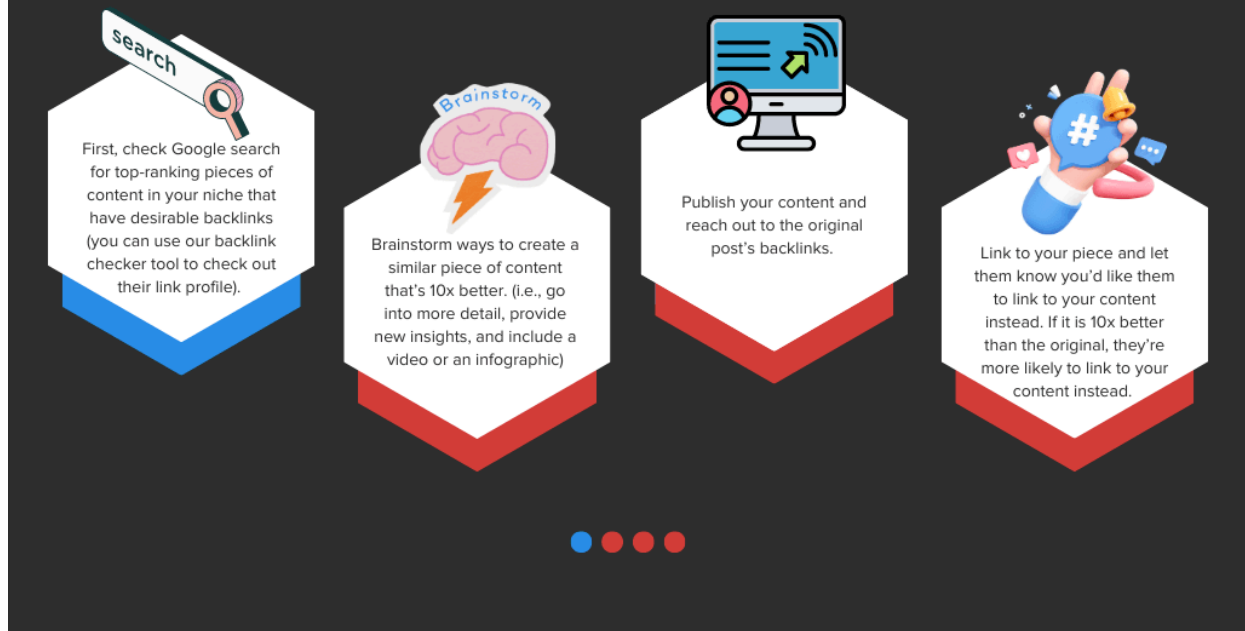 search
First, check Google search
for top-ranking pieces of
content in your niche that
have desirable backlinks
(you can use our backlink
checker tool to check out
their link profile).
Brainstorm
Brainstorm ways to create a
similar piece of content
that's 10x better. (i.e., go
into more detail, provide
new insights, and include a
video or an infographic)
Publish your content and
reach out to the original
post's backlinks.
#
Link to your piece and let
them know you'd like them
to link to your content
instead. If it is 10x better
than the original, they're
more likely to link to your
content instead.